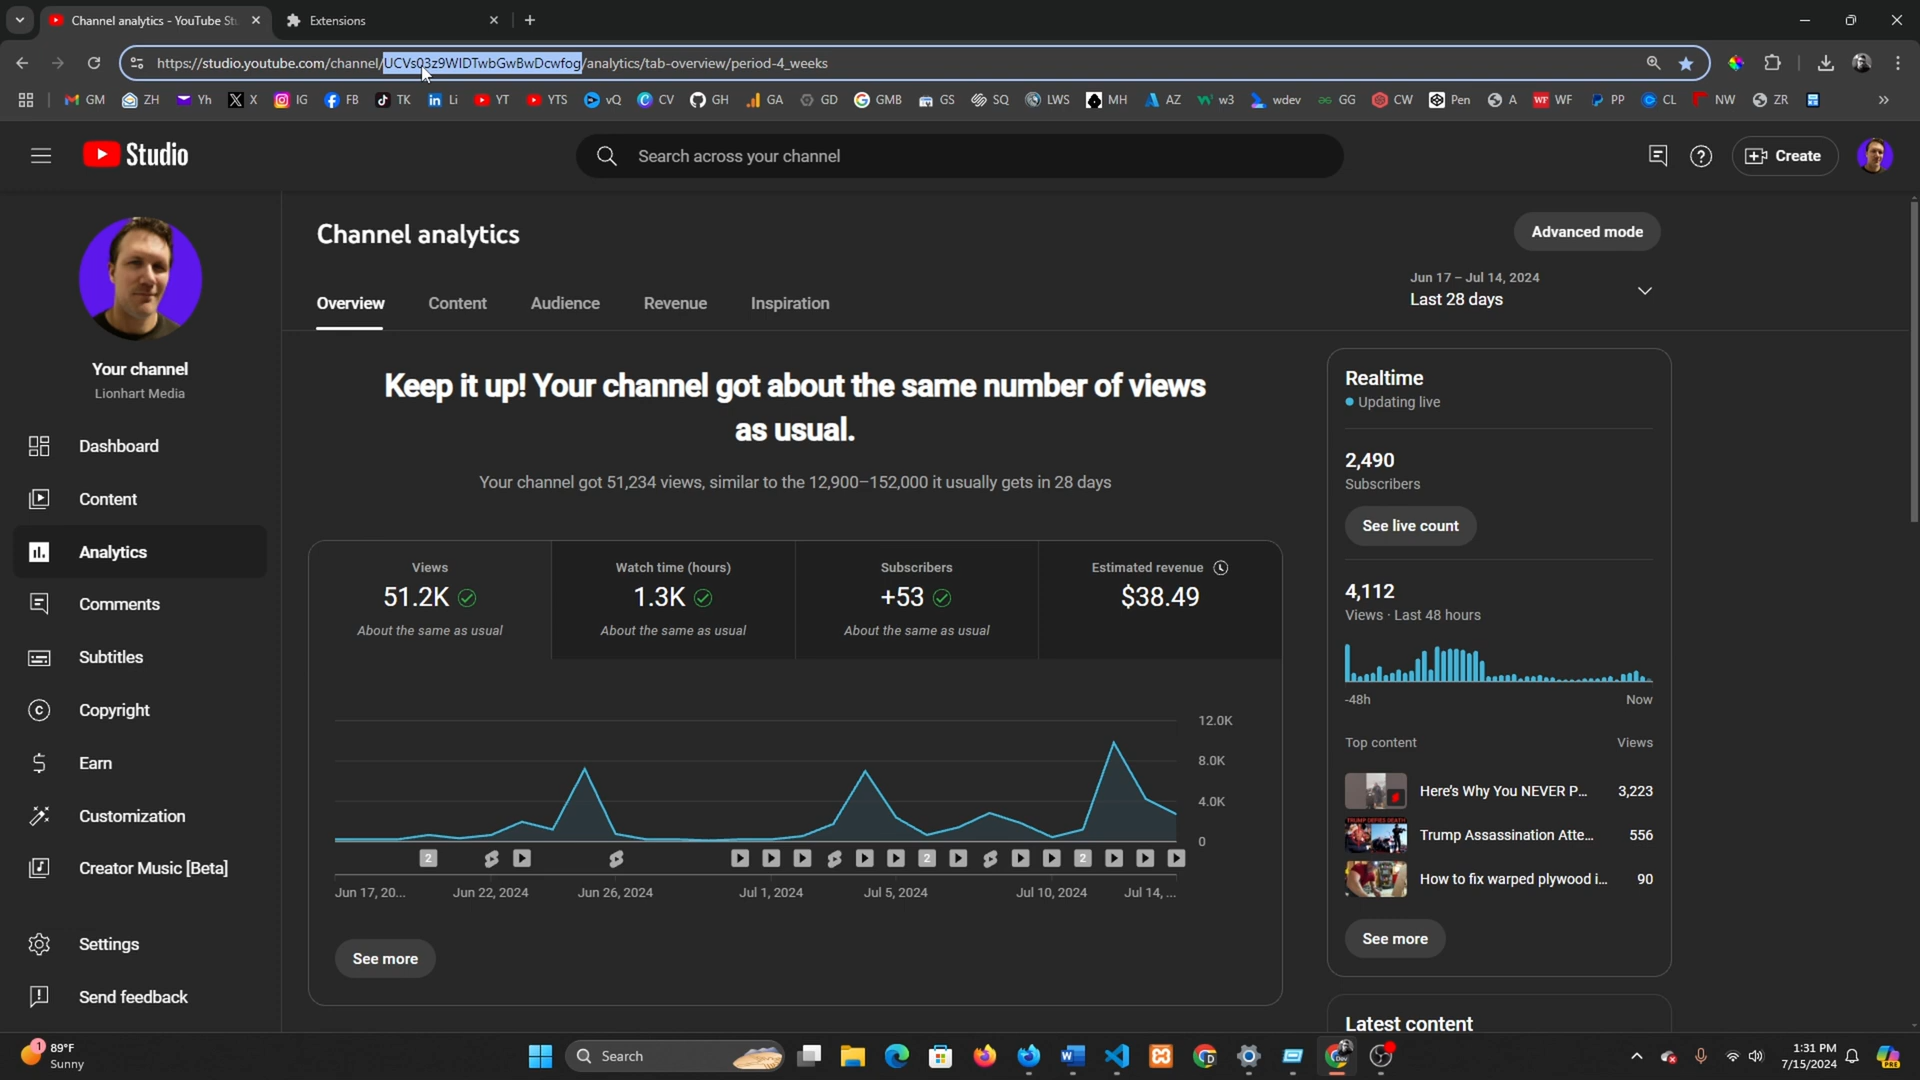 Channel analytics - YouTube Stu
Extensions
https://studio.youtube.com/channel/UCVs03z9WIDTwbGwBwDcwfog/analytics/tab-overview/period-4_weeks
GM ZH Yh X IG FB TK Li YT YTS vQ CV GH GA GD GMB GS SQ LWS MH AZ w3 wdev GG CW Pen A WF PP CL NW ZR
Studio
Search across your channel
Create
Your channel
Lionhart Media
Dashboard
Content
Analytics
Comments
Subtitles
Copyright
Earn
Customization
Creator Music [Beta]
Settings
Send feedback
Channel analytics
Advanced mode
Overview Content Audience Revenue Inspiration
Jun 17 – Jul 14, 2024
Last 28 days
Keep it up! Your channel got about the same number of views
as usual.
Your channel got 51,234 views, similar to the 12,900–152,000 it usually gets in 28 days
Views
51.2K
About the same as usual
Watch time (hours)
1.3K
About the same as usual
Subscribers
+53
About the same as usual
Estimated revenue
$38.49
12.0K
8.0K
4.0K
0
2 2 2
Jun 17, 20... Jun 22, 2024 Jun 26, 2024 Jul 1, 2024 Jul 5, 2024 Jul 10, 2024 Jul 14, ...
See more
Realtime
Updating live
2,490
Subscribers
See live count
4,112
Views · Last 48 hours
-48h Now
Top content Views
Here's Why You NEVER P... 3,223
Trump Assassination Atte... 556
How to fix warped plywood i... 90
See more
Latest content
1
89°F
Sunny
Search
1:31 PM
7/15/2024